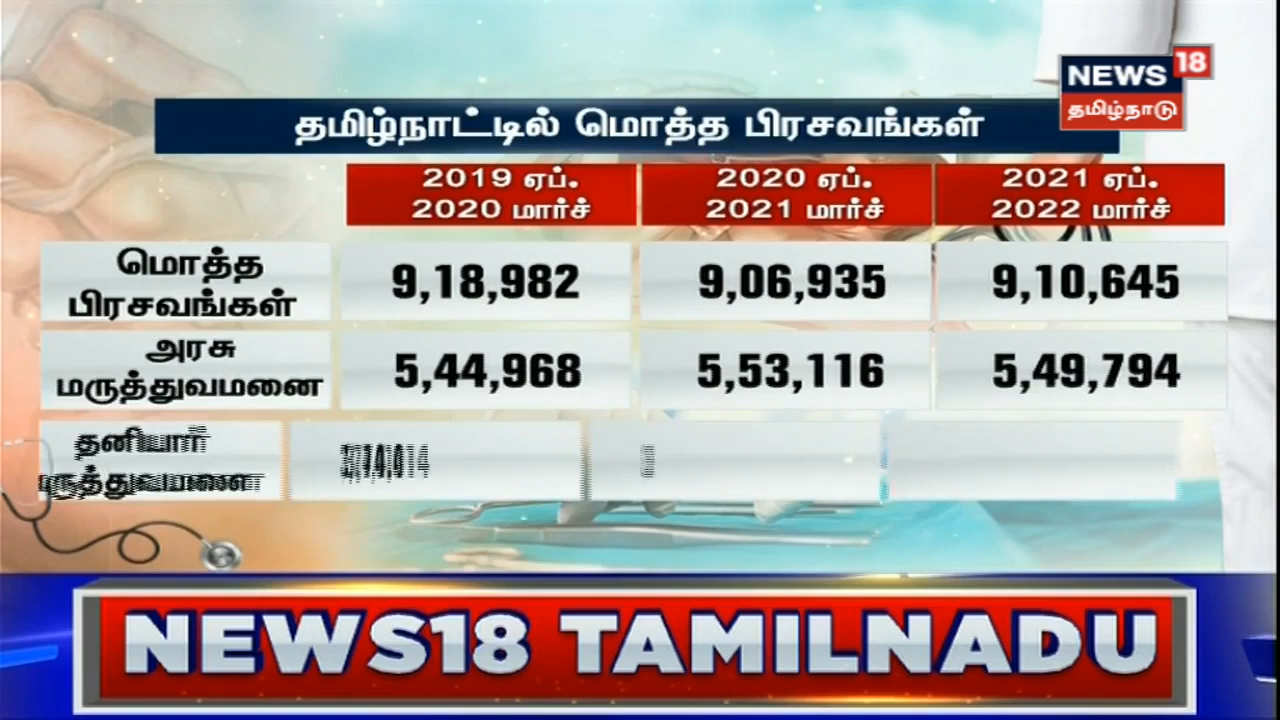 NEWS 18
தமிழ்நாடு
தமிழ்நாட்டில் மொத்த பிரசவங்கள்
2019 ஏப். 2020 ஏப். 2021 ஏப்.
2020 மார்ச் 2021 மார்ச் 2022 மார்ச்
மொத்த
பிரசவங்கள் 9,18,982 9,06,935 9,10,645
அரசு
மருத்துவமனை 5,44,968 5,53,116 5,49,794
தனியார்
NEWS18 TAMILNADU